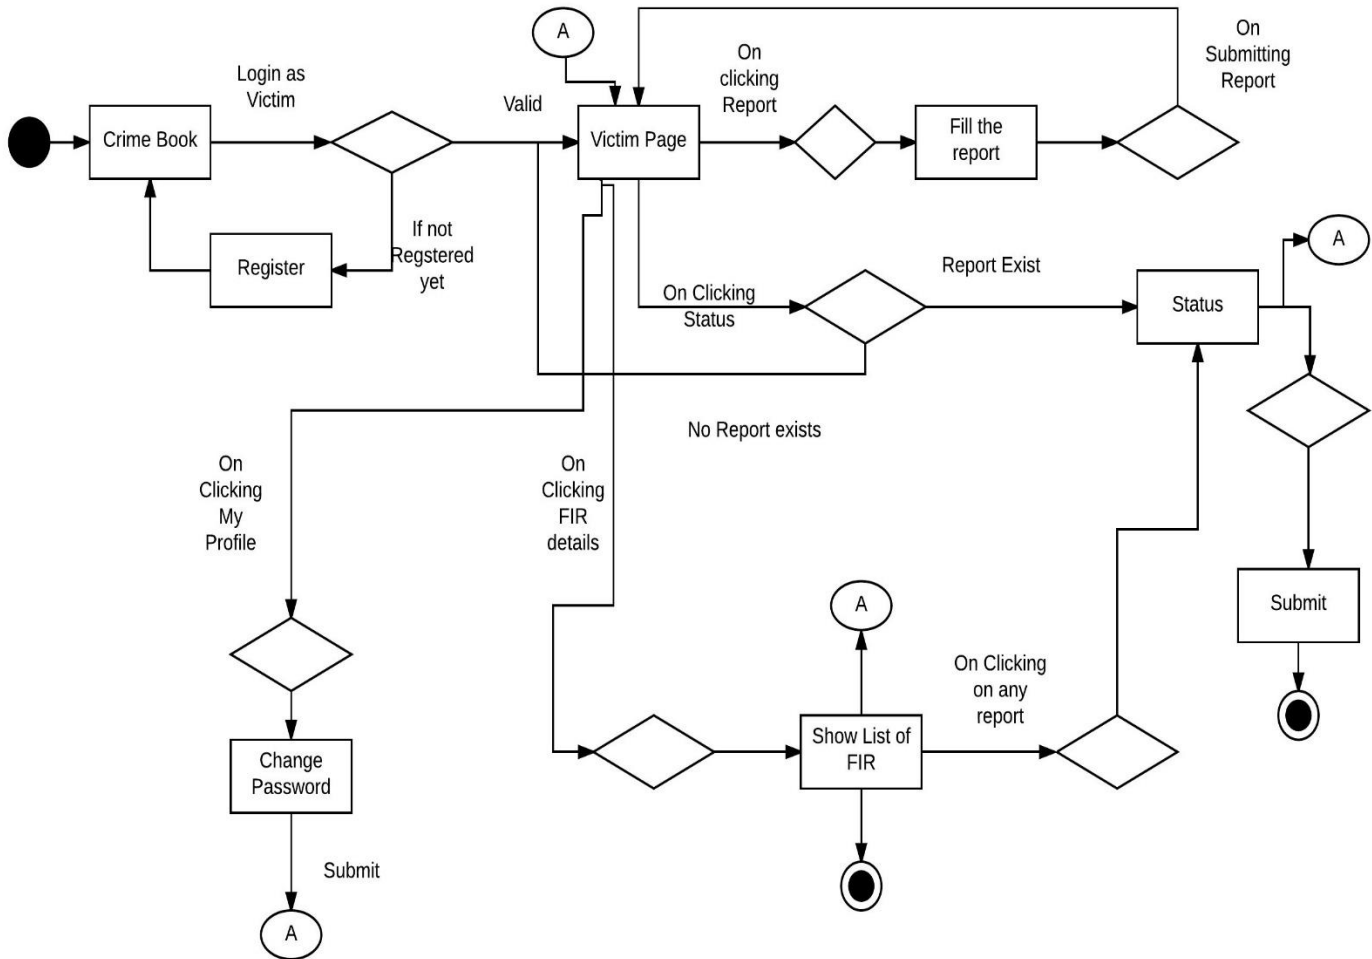 A
On
clicking
Report
On
Submitting
Report
Login as
Victim
Valid
Crime Book
Victim Page
Fill the
report
If not
Regstered
yet
Register
A
Report Exist
On Clicking
Status
Status
No Report exists
On
Clicking
My
Profile
On
Clicking
FIR
details
A
Submit
On Clicking
on any
report
Show List of
FIR
Change
Password
Submit
A